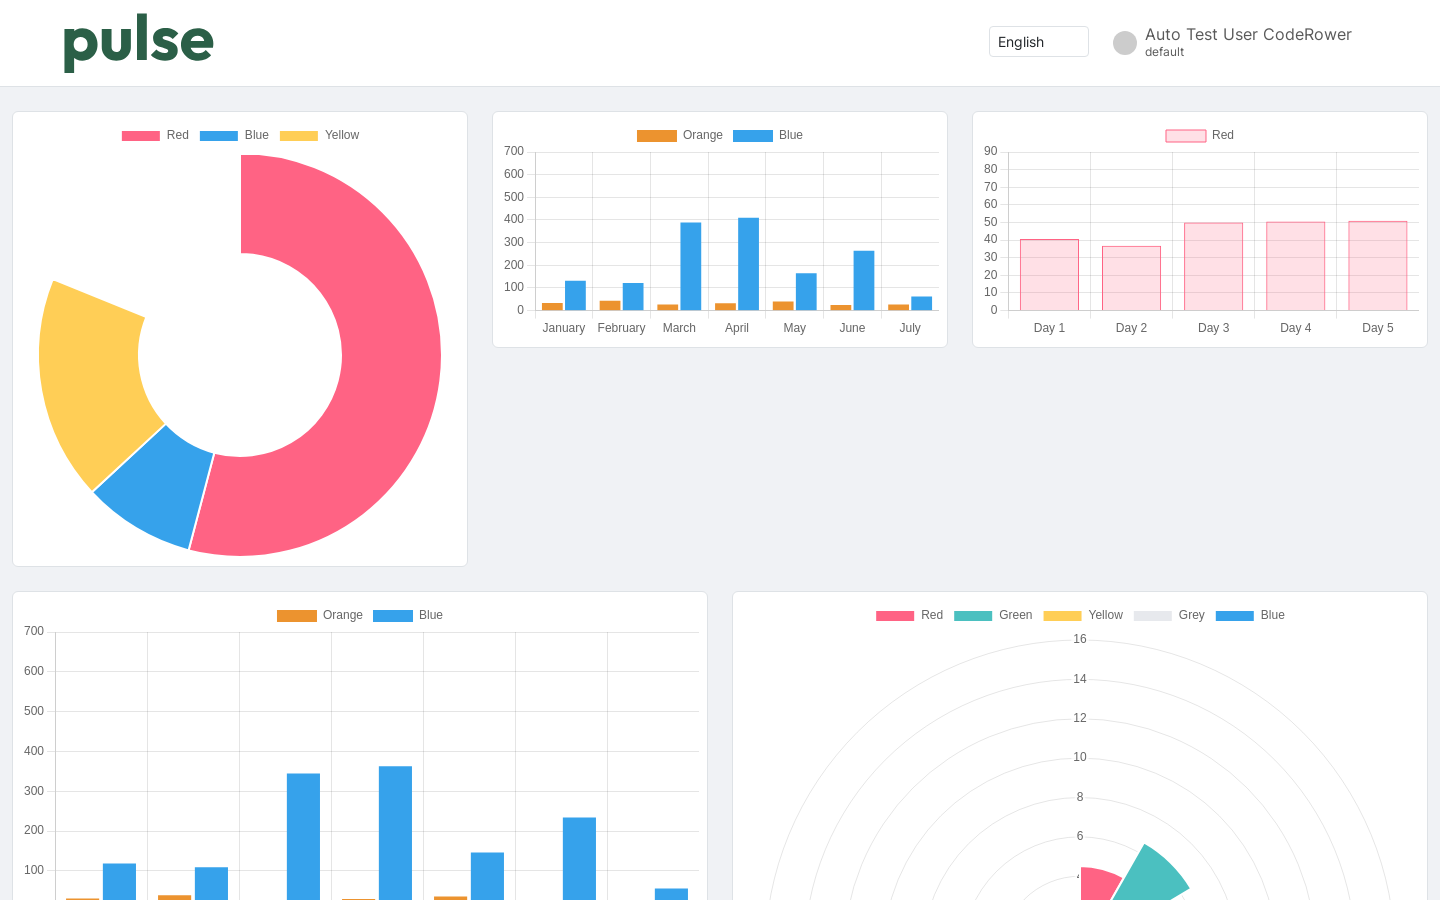 pulse
English
Auto Test User CodeRower
default
Red Blue Yellow
Orange Blue
700
600
500
400
300
200
100
0
January February March April May June July
Red
90
80
70
60
50
40
30
20
10
0
Day 1 Day 2 Day 3 Day 4 Day 5
Orange Blue
700
600
500
400
300
200
100
Red Green Yellow Grey Blue
16
14
12
10
8
6